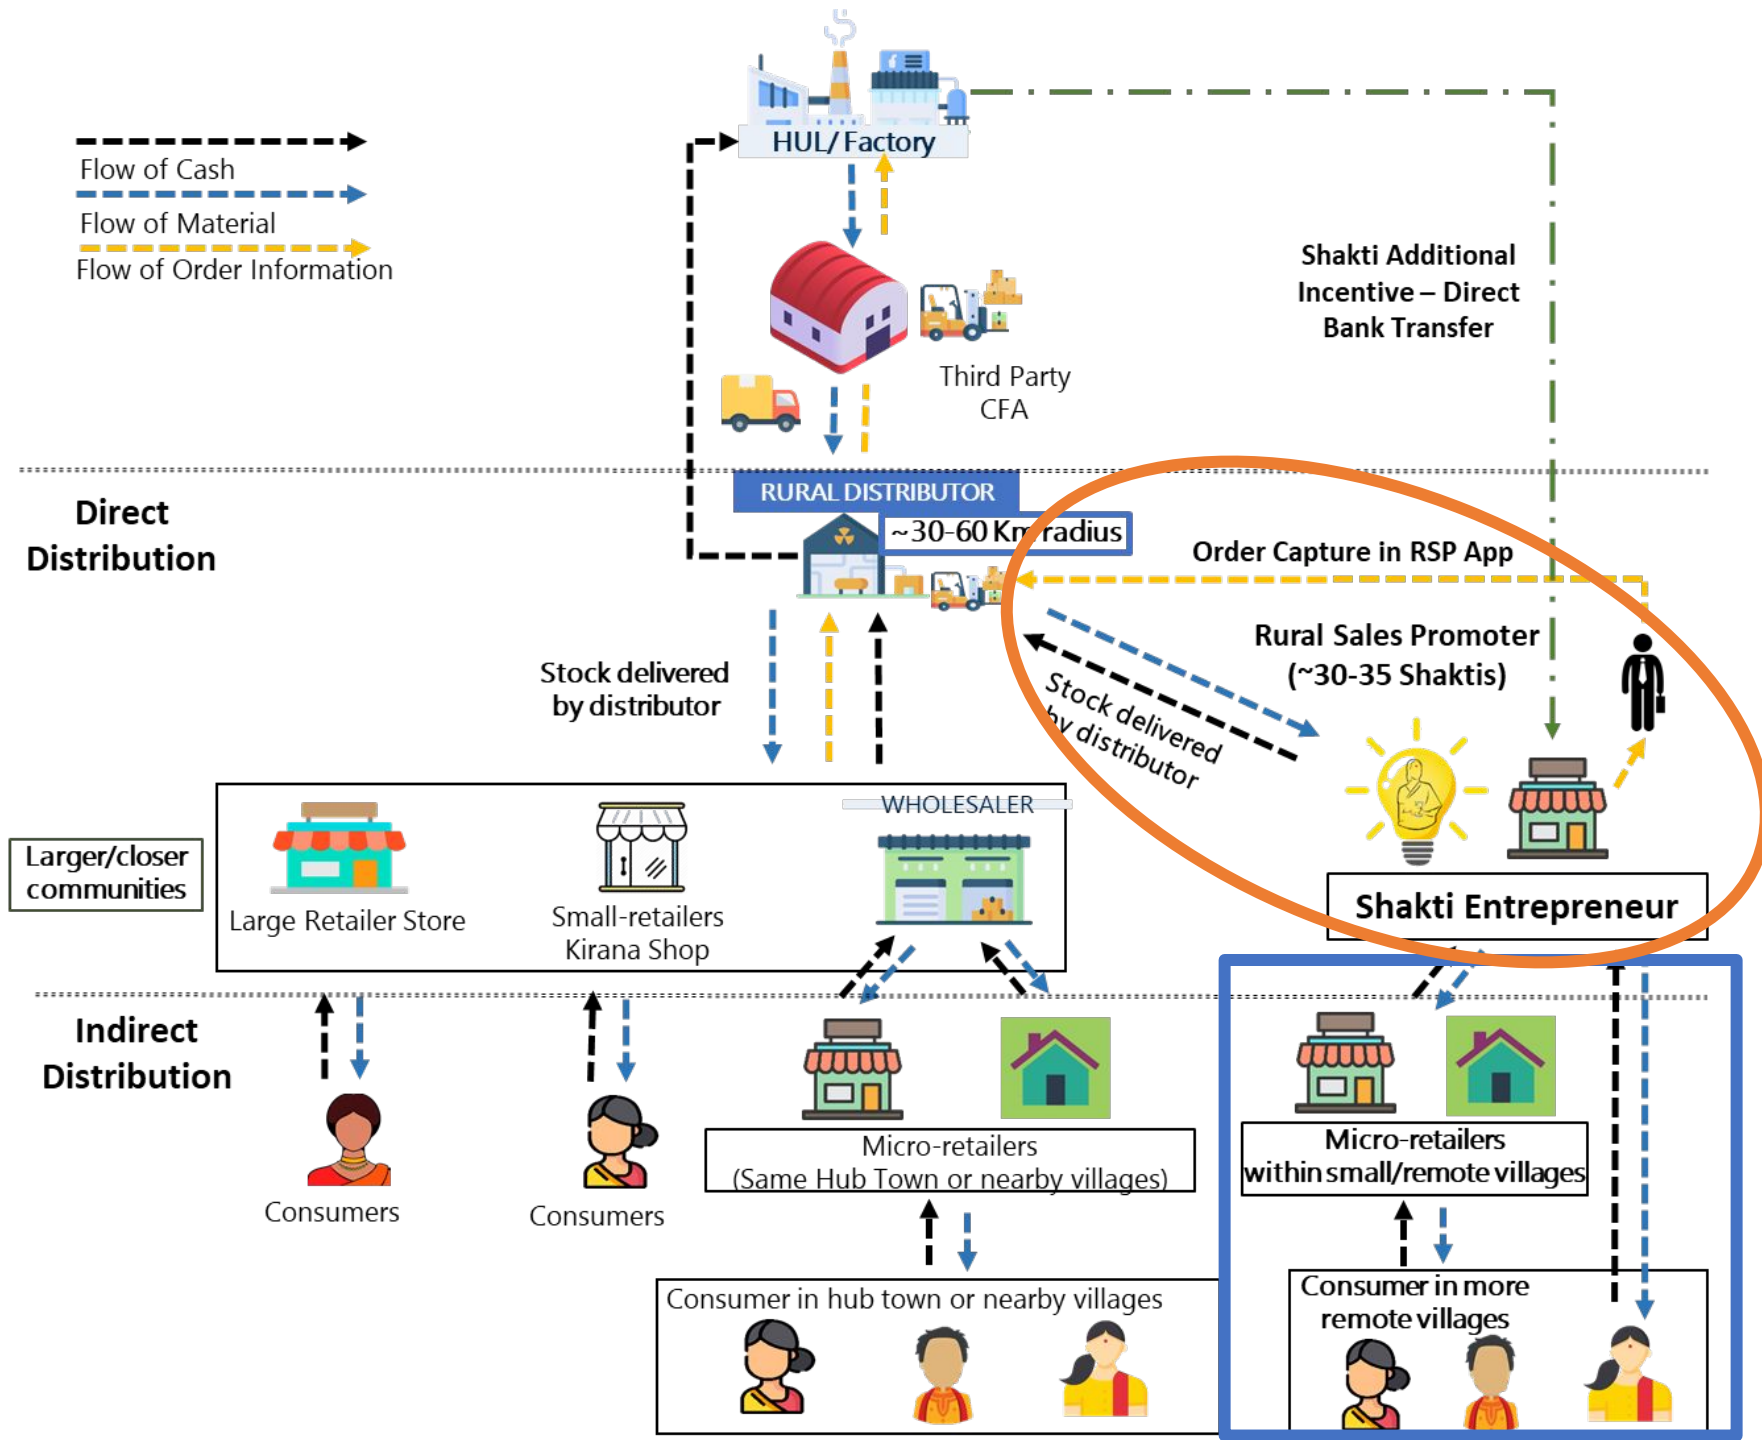 HUL/ Factory
Flow of Cash
Flow of Material
Flow of Order Information
Shakti Additional
Incentive – Direct
Bank Transfer
Third Party
CFA
Direct
Distribution
RURAL DISTRIBUTOR
~30-60 Km radius
Order Capture in RSP App
Rural Sales Promoter
(~30-35 Shaktis)
Stock delivered
by distributor
Stock delivered
by distributor
WHOLESALER
Larger/closer
communities
Large Retailer Store
Small-retailers
Kirana Shop
Shakti Entrepreneur
Indirect
Distribution
Consumers
Consumers
Micro-retailers
(Same Hub Town or nearby villages)
Micro-retailers
within small/remote villages
Consumer in hub town or nearby villages
Consumer in more
remote villages